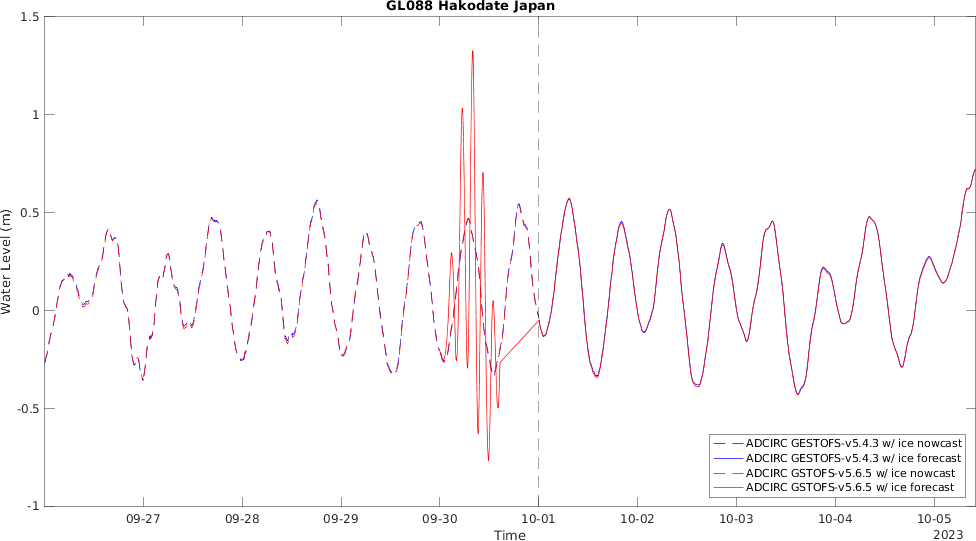 GL088 Hakodate Japan
Water Level (m)
1.5
1
0.5
0
-0.5
-1
09-27
09-28
09-29
09-30
10-01
10-02
10-03
10-04
10-05
Time
2023
ADCIRC GESTOFS-v5.4.3 w/ ice nowcast
ADCIRC GESTOFS-v5.4.3 w/ ice forecast
ADCIRC GSTOFS-v5.6.5 w/ ice nowcast
ADCIRC GSTOFS-v5.6.5 w/ ice forecast